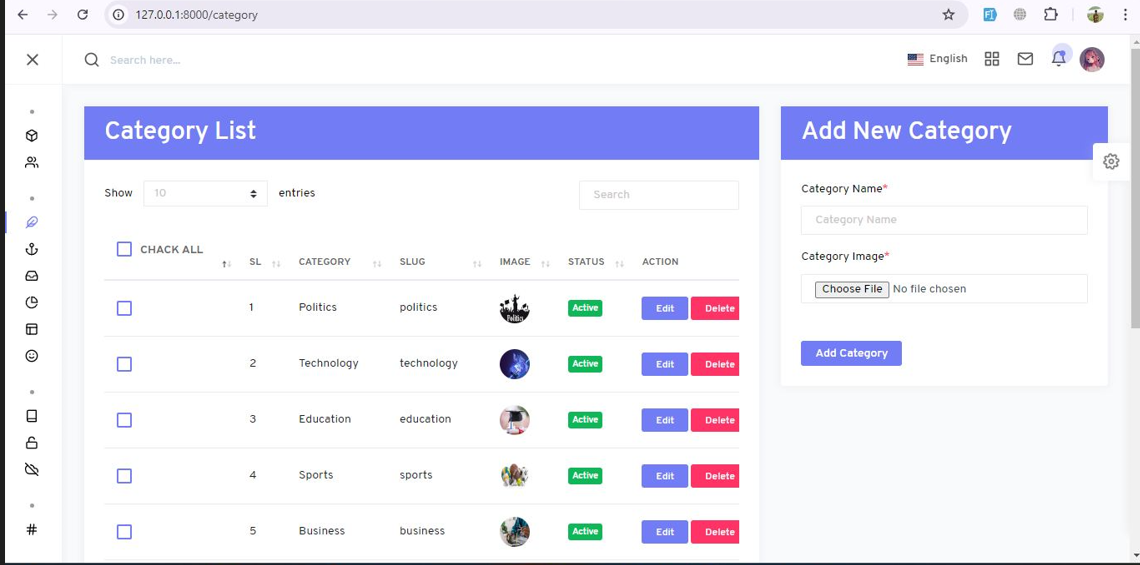 127.0.0.1:8000/category
Search here...
English
Category List
Add New Category
Show 10 entries
Search
CHACK ALL
SL CATEGORY SLUG IMAGE STATUS ACTION
1 Politics politics Politics Active Edit Delete
2 Technology technology Active Edit Delete
3 Education education Active Edit Delete
4 Sports sports Active Edit Delete
5 Business business Active Edit Delete
Category Name*
Category Name
Category Image*
Choose File No file chosen
Add Category